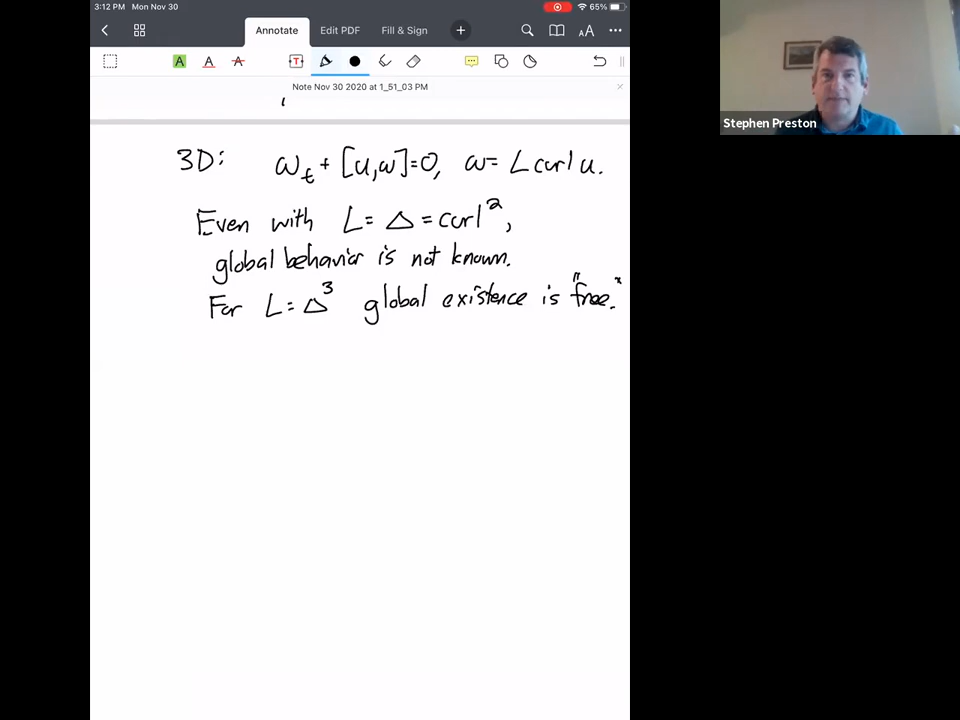 3:12 PM Mon Nov 30
65%
Annotate
Edit PDF
Fill & Sign
Note Nov 30 2020 at 1_51_03 PM
Stephen Preston
3D: ω_t + [u,ω]=0, ω= L curl u.
Even with L= Δ = curl²,
global behavior is not known.
For L= Δ³ global existence is "free."